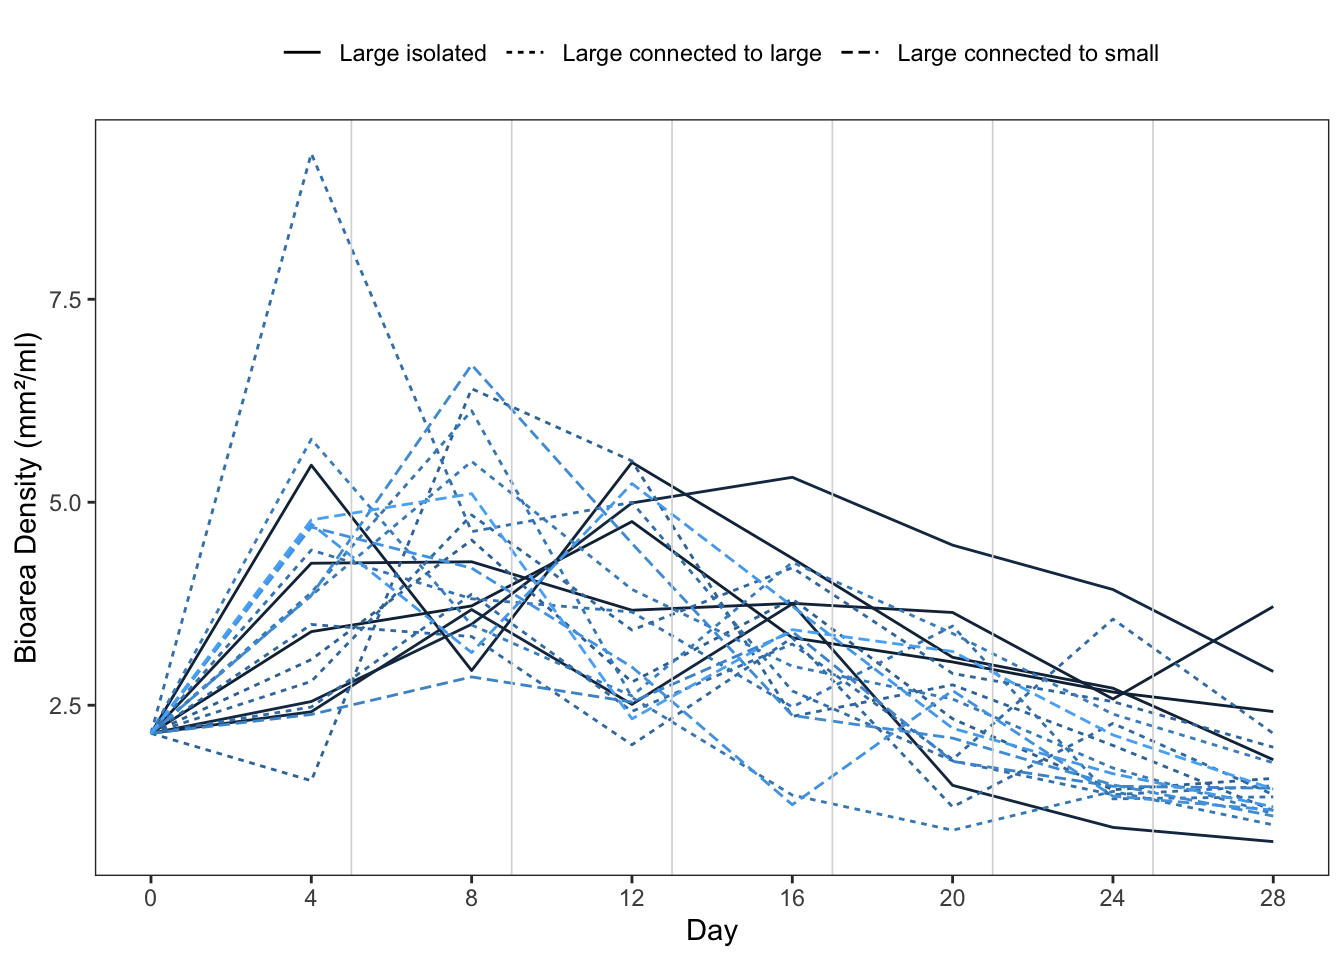 Large isolated Large connected to large Large connected to small
Bioarea Density (mm²/ml)
7.5
5.0
2.5
0 4 8 12 16 20 24 28
Day